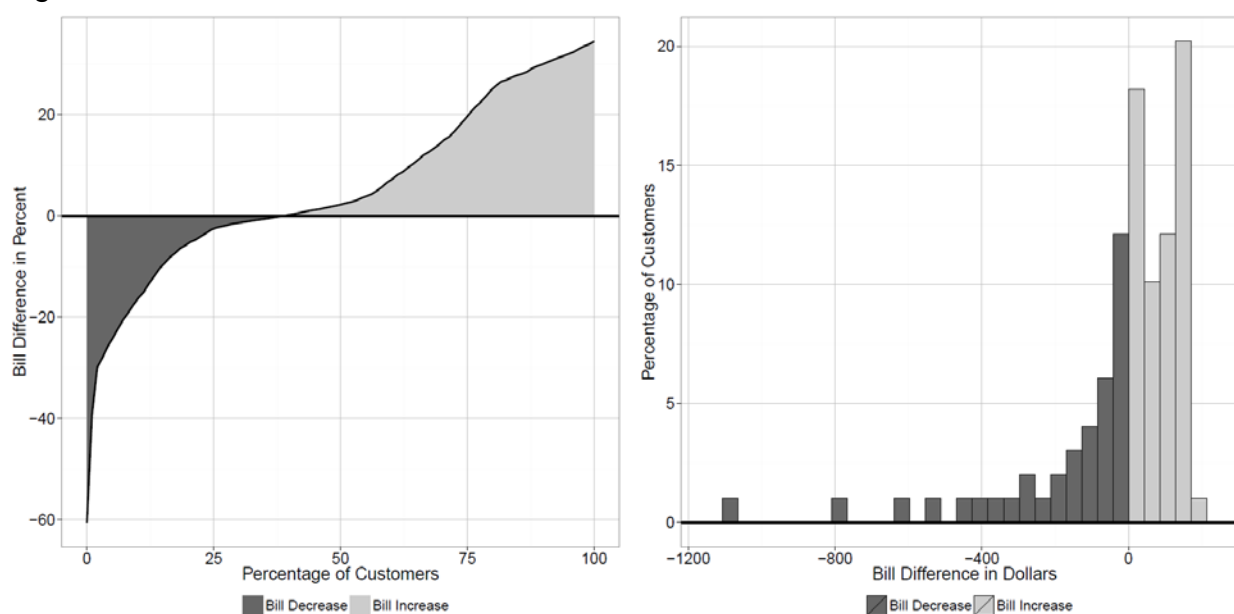 20
0
−20
−40
−60
Bill Difference in Percent
0 25 50 75 100
Percentage of Customers
Bill Decrease Bill Increase
20
15
10
5
0
Percentage of Customers
−1200 −800 −400 0
Bill Difference in Dollars
Bill Decrease Bill Increase